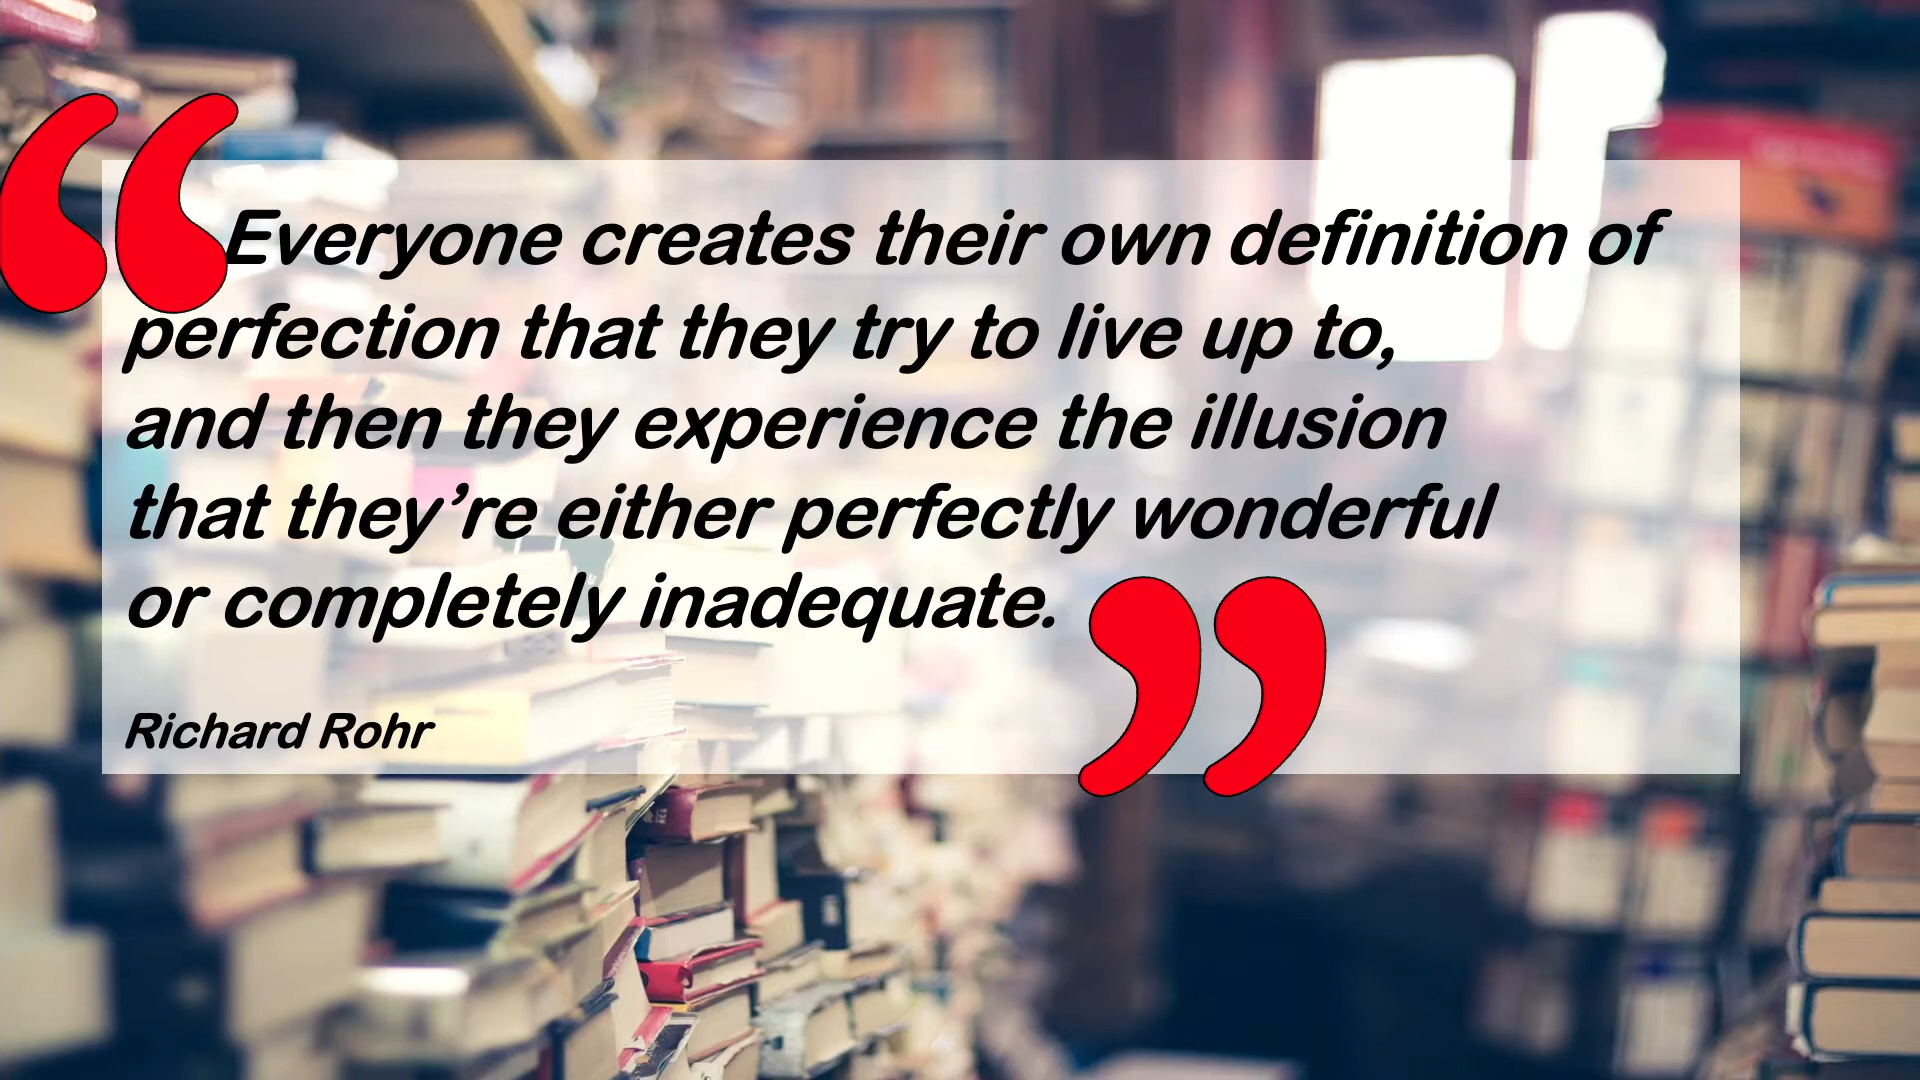 “Everyone creates their own definition of
perfection that they try to live up to,
and then they experience the illusion
that they’re either perfectly wonderful
or completely inadequate.”
Richard Rohr